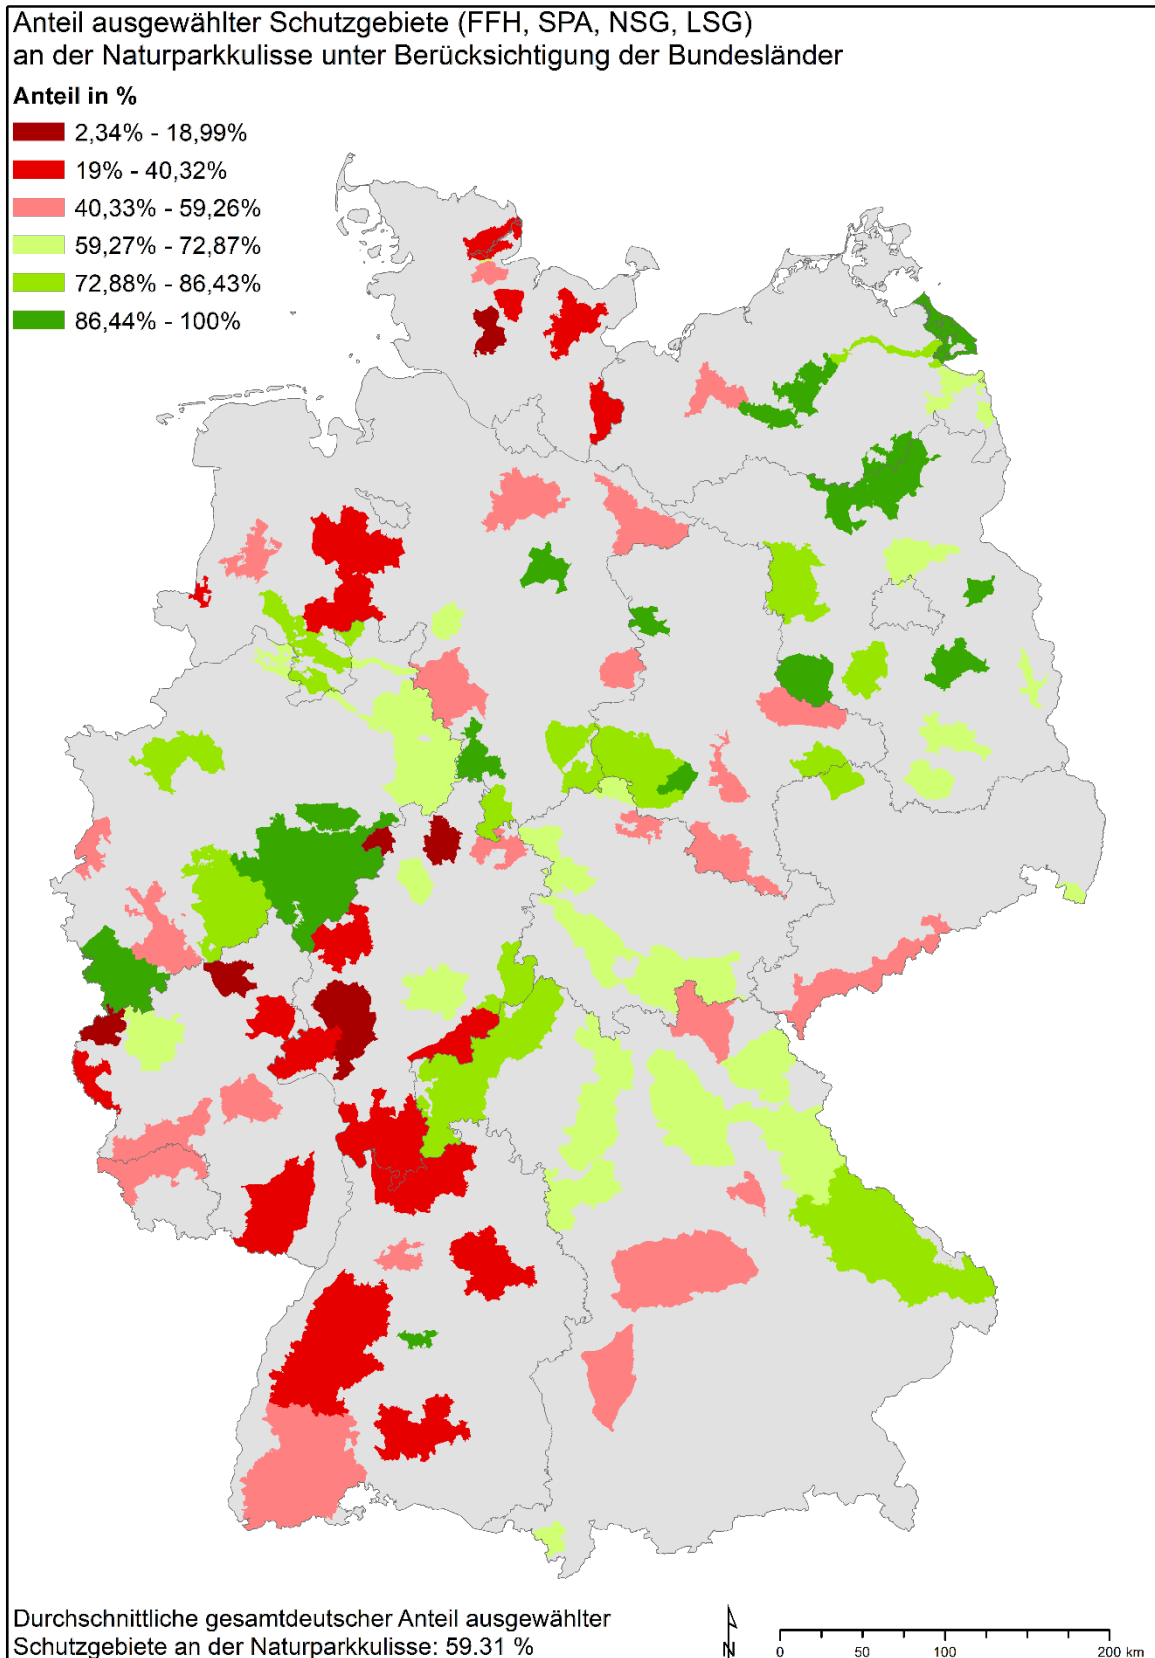 Anteil ausgewählter Schutzgebiete (FFH, SPA, NSG, LSG)
an der Naturparkkulisse unter Berücksichtigung der Bundesländer
Anteil in %
2,34% - 18,99%
19% - 40,32%
40,33% - 59,26%
59,27% - 72,87%
72,88% - 86,43%
86,44% - 100%
Durchschnittliche gesamtdeutscher Anteil ausgewählter
Schutzgebiete an der Naturparkkulisse: 59.31 %
N
0 50 100 200 km